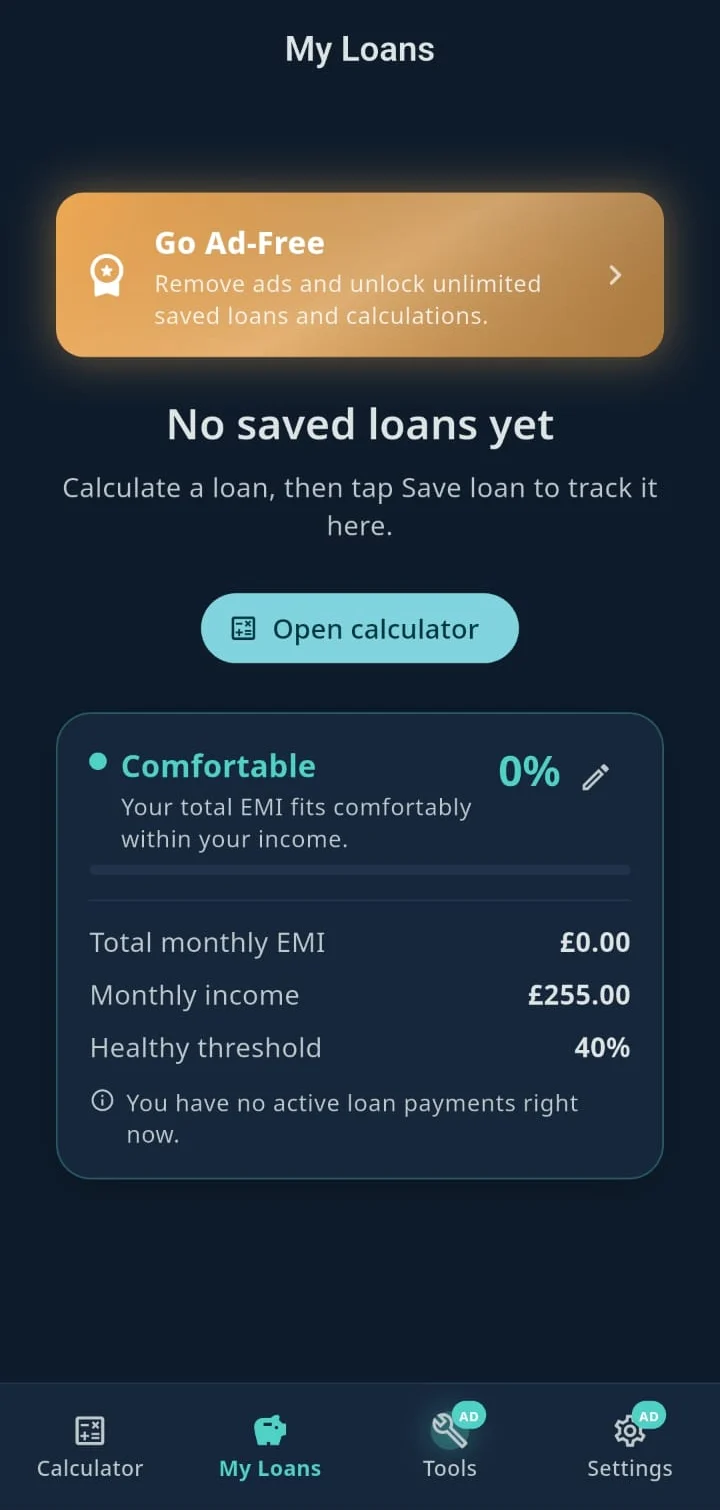 My Loans
Go Ad-Free
Remove ads and unlock unlimited
saved loans and calculations.
No saved loans yet
Calculate a loan, then tap Save loan to track it
here.
Open calculator
Comfortable
0%
Your total EMI fits comfortably
within your income.
Total monthly EMI £0.00
Monthly income £255.00
Healthy threshold 40%
You have no active loan payments right
now.
AD AD
Calculator My Loans Tools Settings